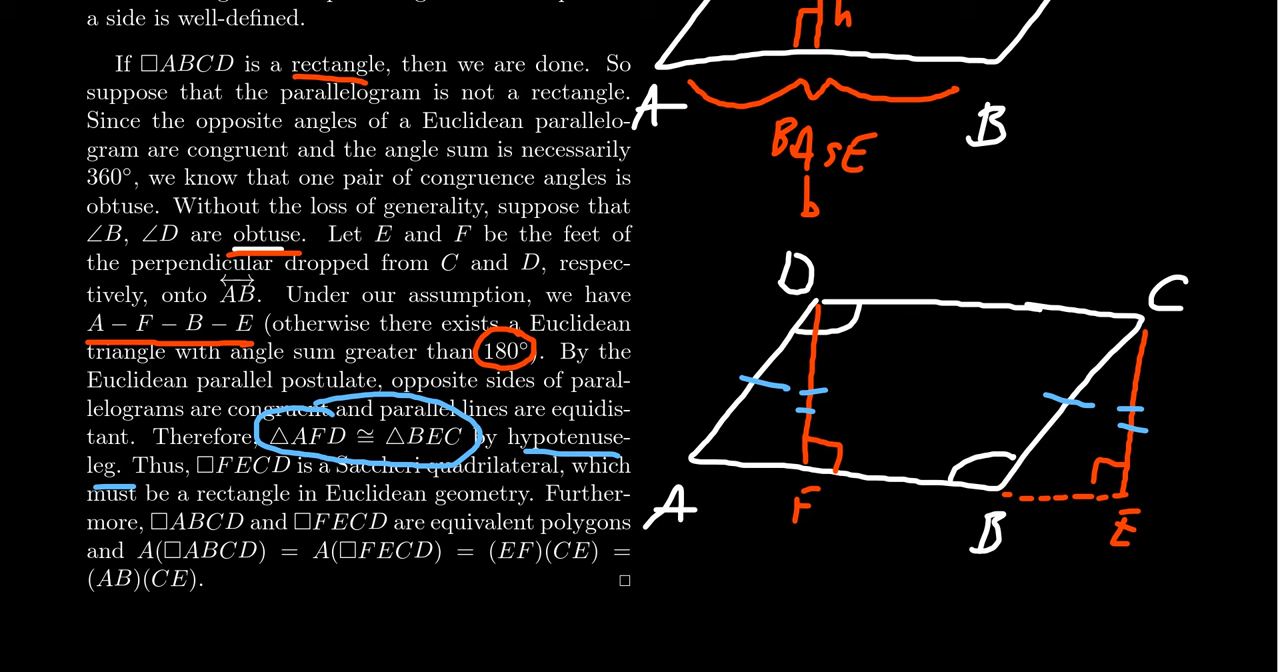 a side is well-defined.
If □ABCD is a rectangle, then we are done. So
suppose that the parallelogram is not a rectangle.
Since the opposite angles of a Euclidean parallelo-
gram are congruent and the angle sum is necessarily
360°, we know that one pair of congruence angles is
obtuse. Without the loss of generality, suppose that
∠B, ∠D are obtuse. Let E and F be the feet of
the perpendicular dropped from C and D, respec-
tively, onto AB. Under our assumption, we have
A − F − B − E (otherwise there exists a Euclidean
triangle with angle sum greater than 180°). By the
Euclidean parallel postulate, opposite sides of paral-
lelograms are congruent and parallel lines are equidis-
tant. Therefore, △AFD ≅ △BEC by hypotenuse-
leg. Thus, □FECD is a Saccheri quadrilateral, which
must be a rectangle in Euclidean geometry. Further-
more, □ABCD and □FECD are equivalent polygons
and A(□ABCD) = A(□FECD) = (EF)(CE) =
(AB)(CE). □
h
A
B
BASE
b
D
C
A
F
B
E